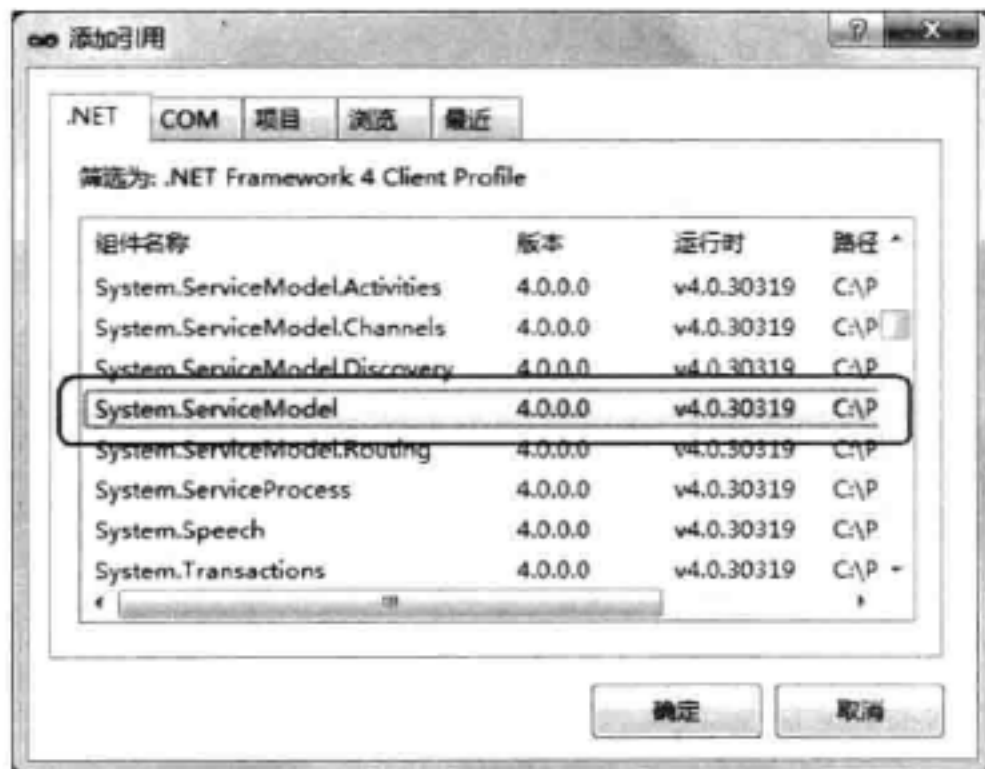 添加引用
.NET COM 项目 浏览 最近
筛选为: .NET Framework 4 Client Profile
组件名称 版本 运行时 路径
System.ServiceModel.Activities 4.0.0.0 v4.0.30319 C:\P
System.ServiceModel.Channels 4.0.0.0 v4.0.30319 C:\P
System.ServiceModel.Discovery 4.0.0.0 v4.0.30319 C:\P
System.ServiceModel 4.0.0.0 v4.0.30319 C:\P
System.ServiceModel.Routing 4.0.0.0 v4.0.30319 C:\P
System.ServiceProcess 4.0.0.0 v4.0.30319 C:\P
System.Speech 4.0.0.0 v4.0.30319 C:\P
System.Transactions 4.0.0.0 v4.0.30319 C:\P
确定 取消